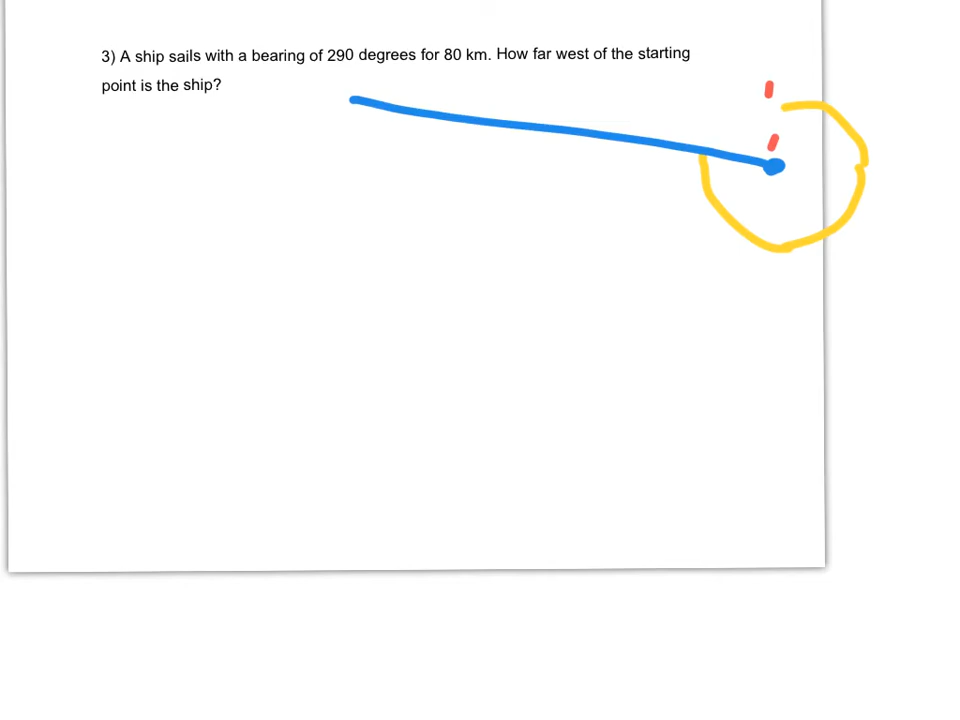 3) A ship sails with a bearing of 290 degrees for 80 km. How far west of the starting
point is the ship?